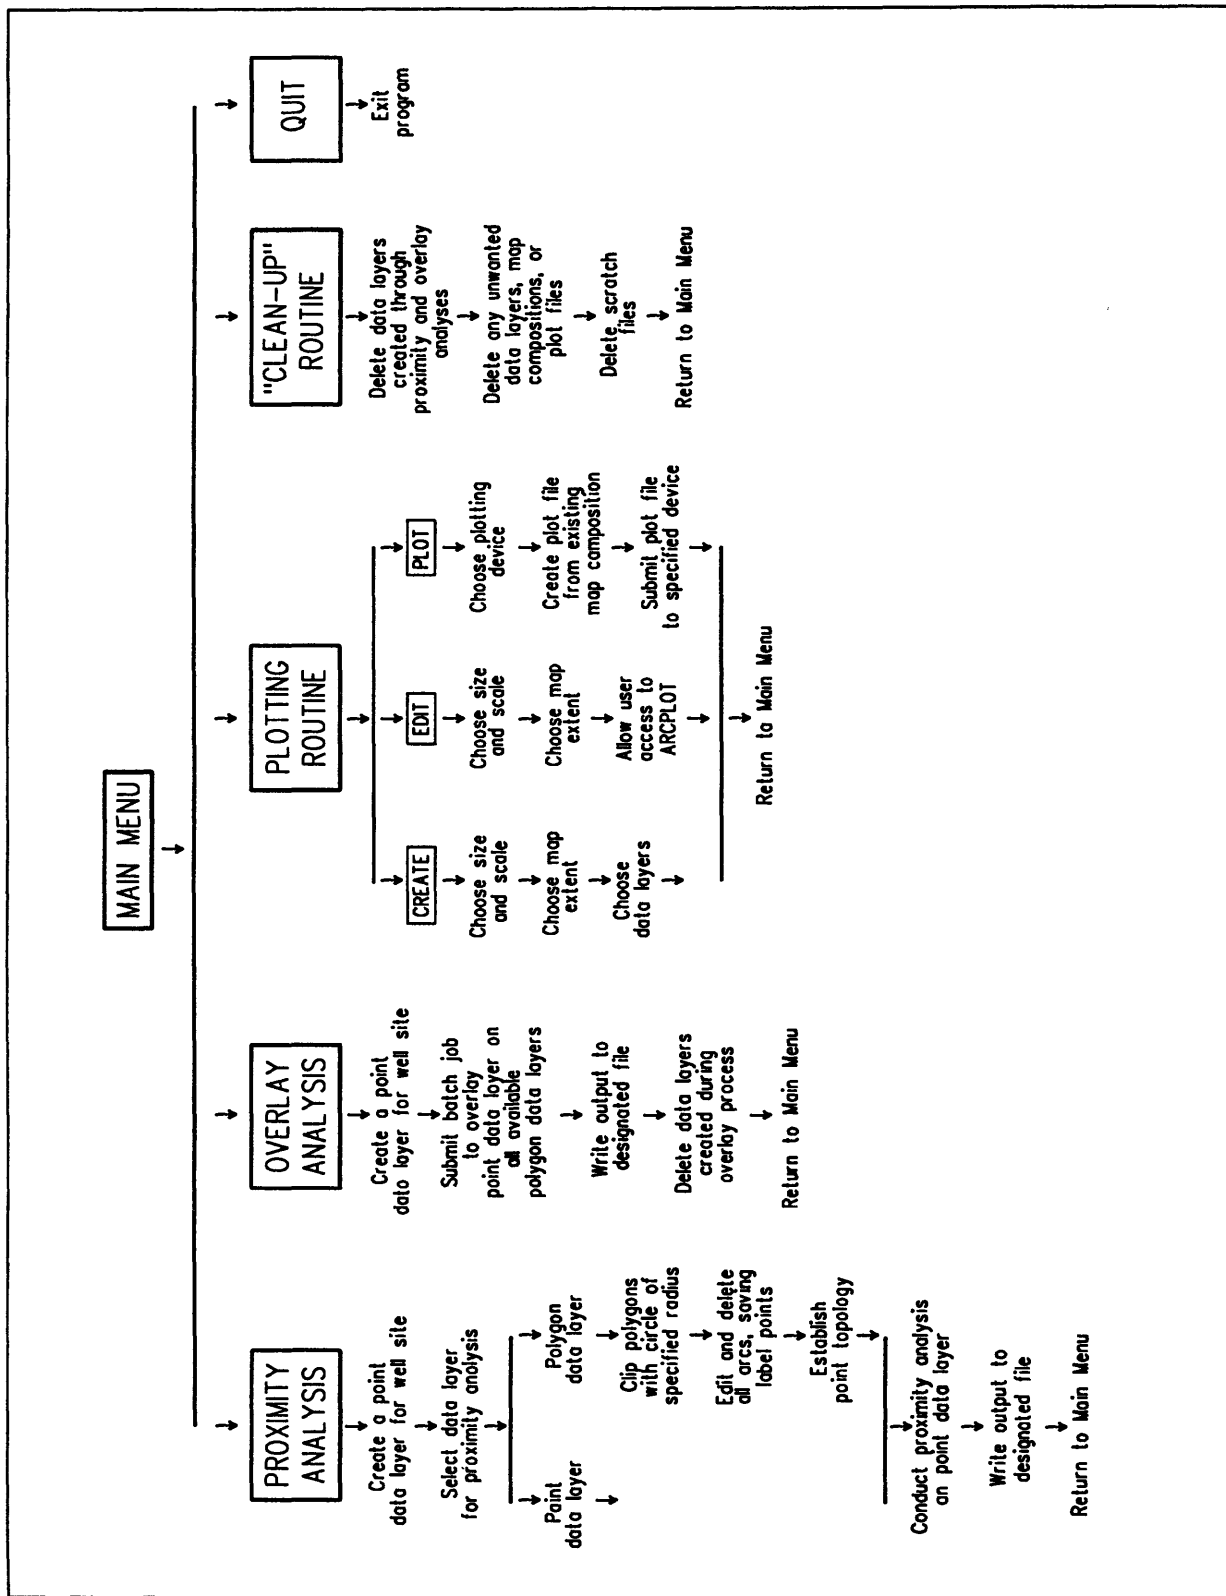 MAIN MENU
PROXIMITY
ANALYSIS
Create a point
data layer for well site
Select data layer
for proximity analysis
Point
data layer
Polygon
data layer
Clip polygons
with circle of
specified radius
Edit and delete
all arcs, saving
label points
Establish
point topology
Conduct proximity analysis
an point data layer
Write output to
designated file
Return to Main Menu
OVERLAY
ANALYSIS
Create a point
data layer for well site
Submit batch job
to overlay
point data layer on
all available
polygon data layers
Write output to
designated file
Delete data layers
created during
overlay process
Return to Main Menu
PLOTTING
ROUTINE
CREATE
Choose size
and scale
Choose map
extent
Choose
data layers
EDIT
Choose size
and scale
Choose map
extent
Allow user
access to
ARCPLOT
PLOT
Choose plotting
device
Create plot file
from existing
map composition
Submit plot file
to specified device
Return to Main Menu
"CLEAN-UP"
ROUTINE
Delete data layers
created through
proximity and overlay
analyses
Delete any unwanted
data layers, map
compositions, or
plot files
Delete scratch
files
Return to Main Menu
QUIT
Exit
program